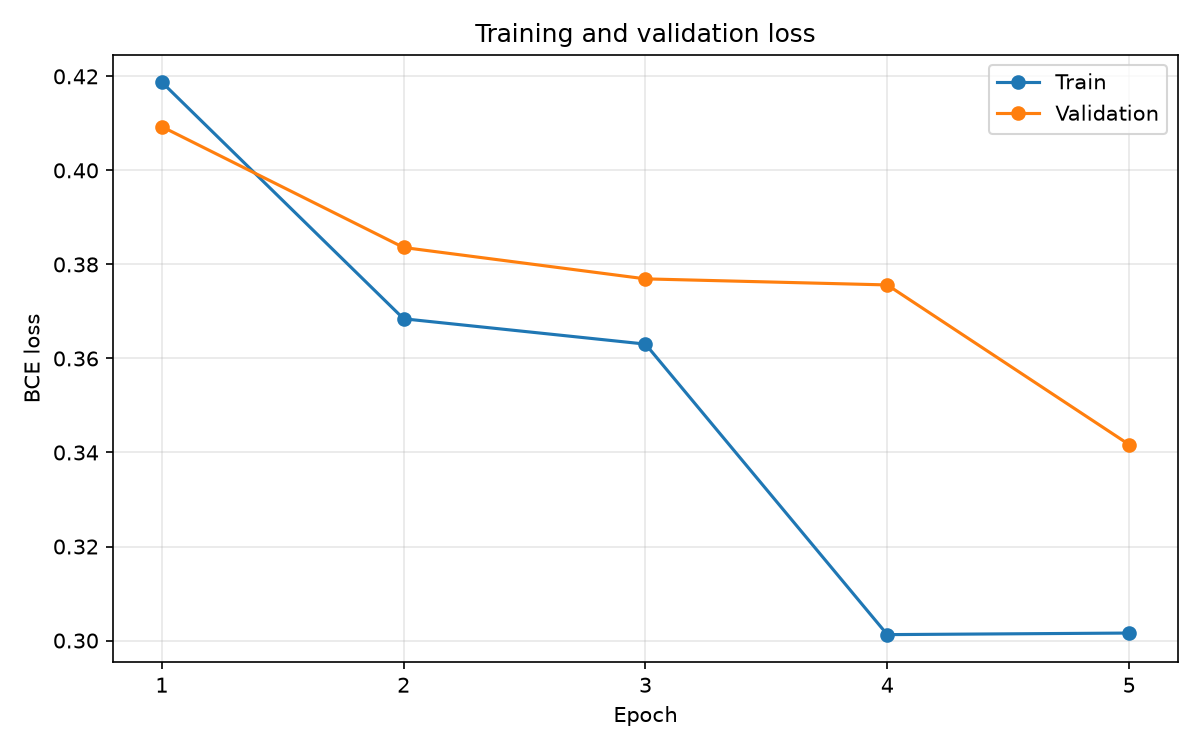 Training and validation loss
Train
Validation
BCE loss
0.42
0.40
0.38
0.36
0.34
0.32
0.30
1 2 3 4 5
Epoch